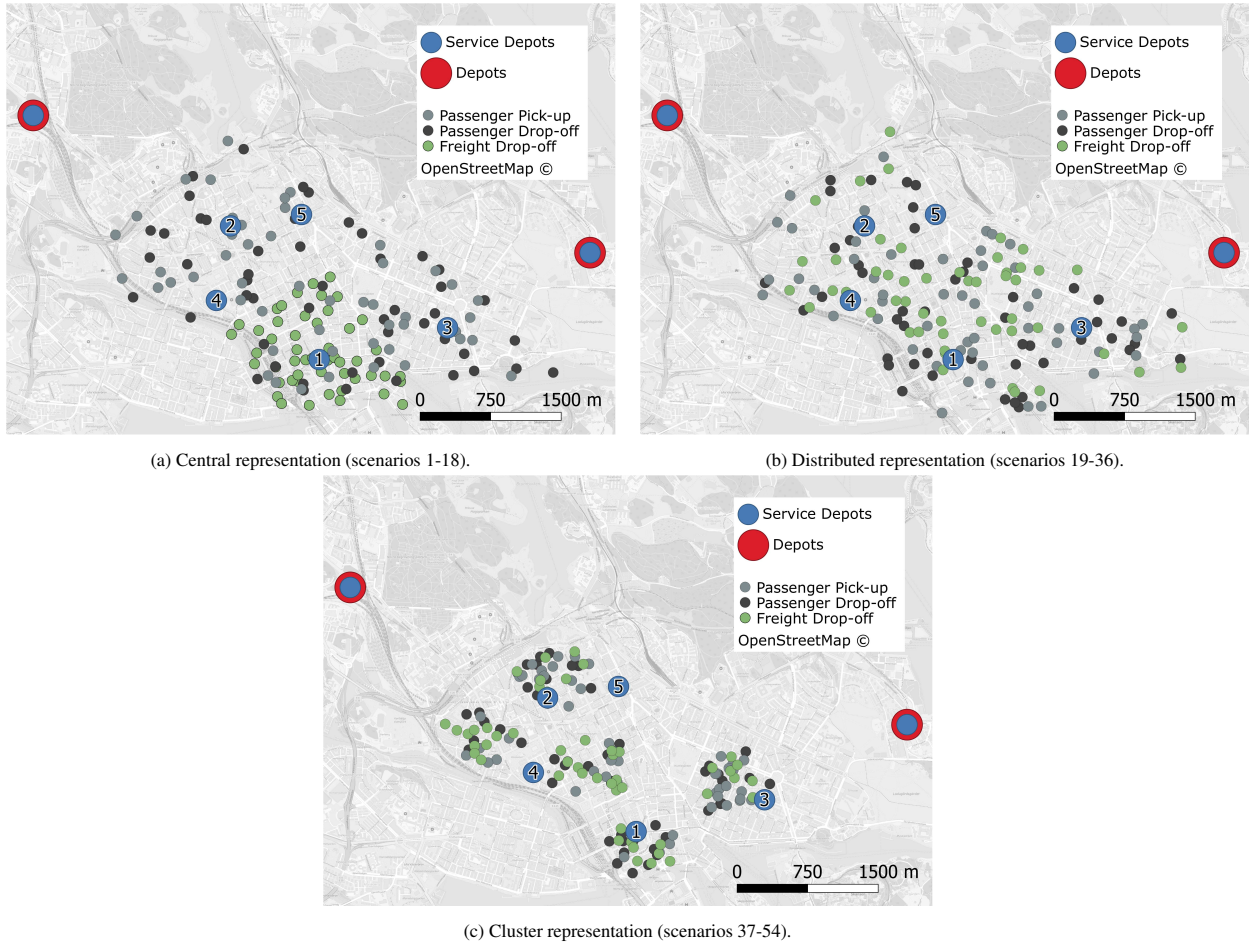 Service Depots
Depots
Passenger Pick-up
Passenger Drop-off
Freight Drop-off
OpenStreetMap ©
2
5
4
3
1
0 750 1500 m
(a) Central representation (scenarios 1-18).
Service Depots
Depots
Passenger Pick-up
Passenger Drop-off
Freight Drop-off
OpenStreetMap ©
2
5
4
3
1
0 750 1500 m
(b) Distributed representation (scenarios 19-36).
Service Depots
Depots
Passenger Pick-up
Passenger Drop-off
Freight Drop-off
OpenStreetMap ©
5
2
4
3
1
0 750 1500 m
(c) Cluster representation (scenarios 37-54).